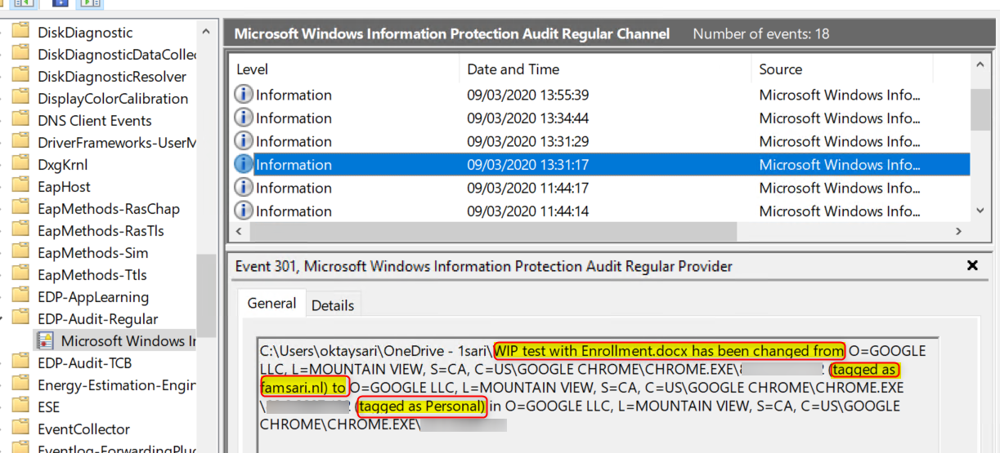 DiskDiagnostic
DiskDiagnosticDataCollec
DiskDiagnosticResolver
DisplayColorCalibration
DNS Client Events
DriverFrameworks-UserM
DxgKrnl
EapHost
EapMethods-RasChap
EapMethods-RasTls
EapMethods-Sim
EapMethods-Ttls
EDP-AppLearning
EDP-Audit-Regular
Microsoft Windows Ir
EDP-Audit-TCB
Energy-Estimation-Engir
ESE
EventCollector
Eventlog-ForwardingPlug
Microsoft Windows Information Protection Audit Regular Channel Number of events: 18
Level Date and Time Source
Information 09/03/2020 13:55:39 Microsoft Windows Info...
Information 09/03/2020 13:34:44 Microsoft Windows Info...
Information 09/03/2020 13:31:29 Microsoft Windows Info...
Information 09/03/2020 13:31:17 Microsoft Windows Info...
Information 09/03/2020 11:44:17 Microsoft Windows Info...
Information 09/03/2020 11:44:14 Microsoft Windows Info...
Event 301, Microsoft Windows Information Protection Audit Regular Provider
General Details
C:\Users\oktaysari\OneDrive - 1sari\WIP test with Enrollment.docx has been changed from O=GOOGLE
LLC, L=MOUNTAIN VIEW, S=CA, C=US\GOOGLE CHROME\CHROME.EXE\ (tagged as
famsari.nl) to O=GOOGLE LLC, L=MOUNTAIN VIEW, S=CA, C=US\GOOGLE CHROME\CHROME.EXE
\ (tagged as Personal) in O=GOOGLE LLC, L=MOUNTAIN VIEW, S=CA, C=US\GOOGLE
CHROME\CHROME.EXE\